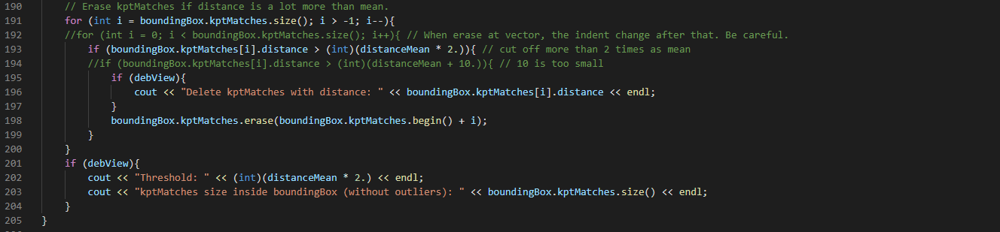 190 // Erase kptMatches if distance is a lot more than mean.
191 for (int i = boundingBox.kptMatches.size(); i > -1; i--){
192 //for (int i = 0; i < boundingBox.kptMatches.size(); i++){ // When erase at vector, the indent change after that. Be careful.
193 if (boundingBox.kptMatches[i].distance > (int)(distanceMean * 2.)){ // cut off more than 2 times as mean
194 //if (boundingBox.kptMatches[i].distance > (int)(distanceMean + 10.)){ // 10 is too small
195 if (debView){
196 cout << "Delete kptMatches with distance: " << boundingBox.kptMatches[i].distance << endl;
197 }
198 boundingBox.kptMatches.erase(boundingBox.kptMatches.begin() + i);
199 }
200 }
201 if (debView){
202 cout << "Threshold: " << (int)(distanceMean * 2.) << endl;
203 cout << "kptMatches size inside boundingBox (without outliers): " << boundingBox.kptMatches.size() << endl;
204 }
205 }